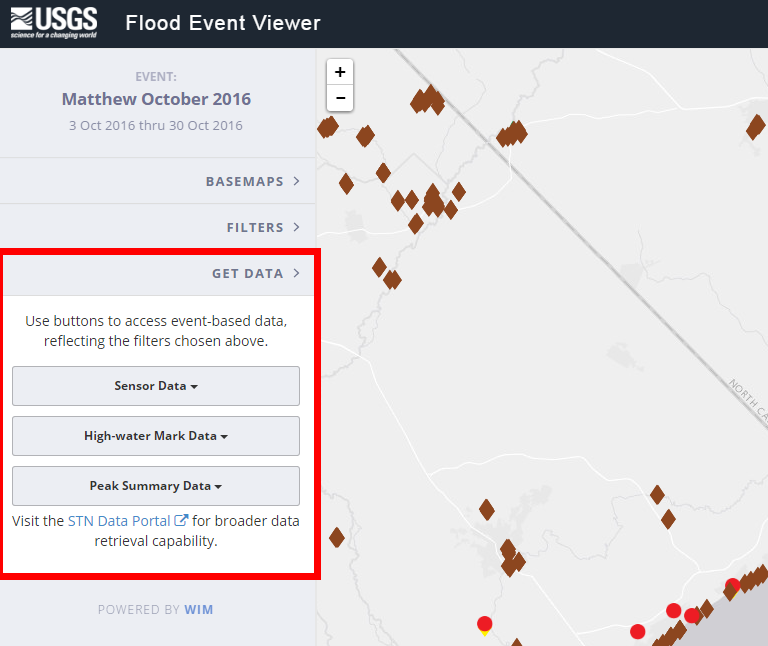 USGS
science for a changing world
Flood Event Viewer
EVENT:
Matthew October 2016
3 Oct 2016 thru 30 Oct 2016
BASEMAPS >
FILTERS >
GET DATA >
Use buttons to access event-based data,
reflecting the filters chosen above.
Sensor Data
High-water Mark Data
Peak Summary Data
Visit the STN Data Portal for broader data
retrieval capability.
POWERED BY WIM
+
−
NORTH CA